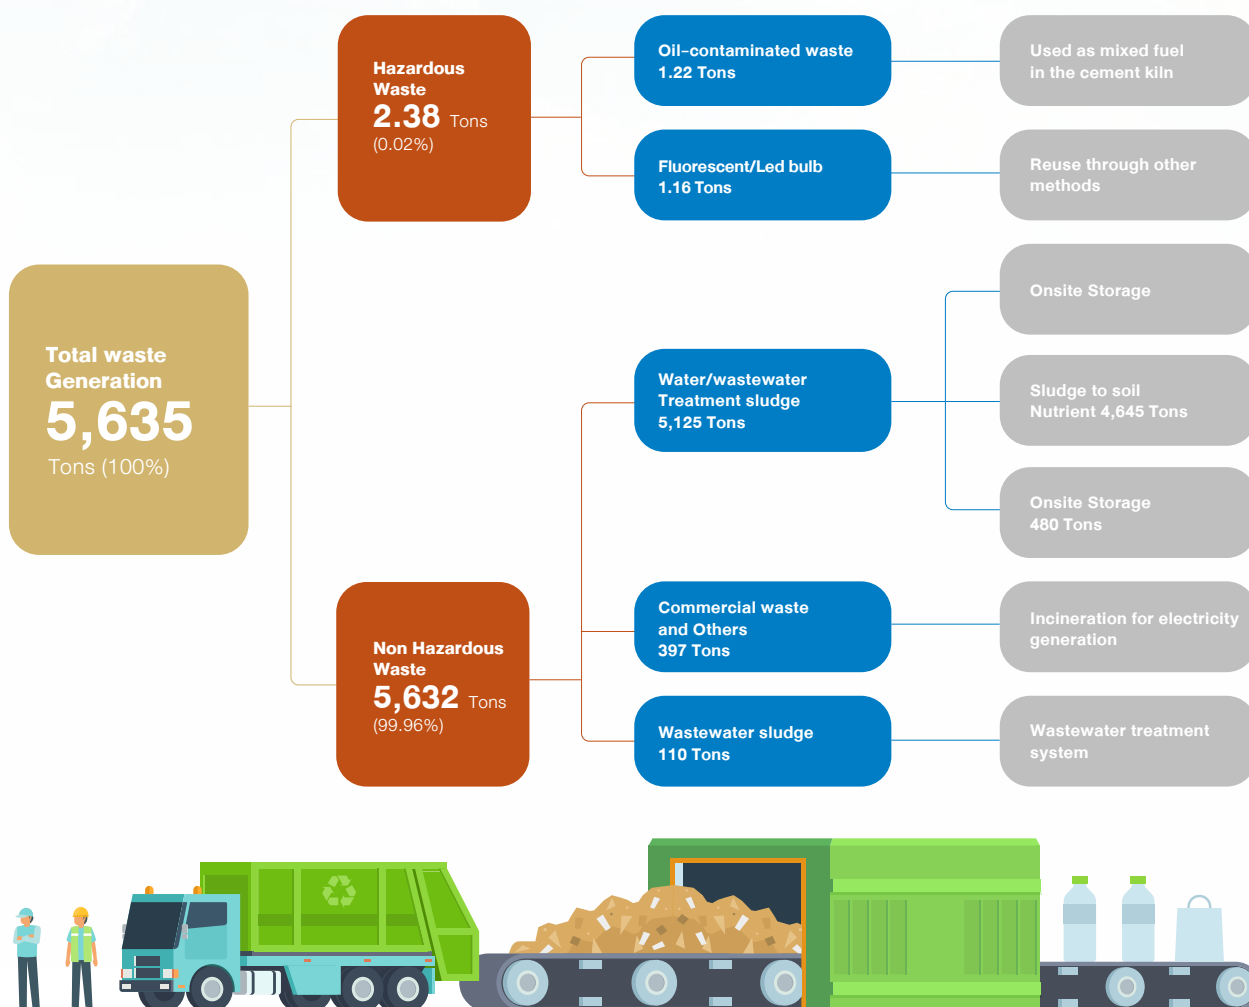 Total waste
Generation
5,635
Tons (100%)
Hazardous
Waste
2.38 Tons
(0.02%)
Oil-contaminated waste
1.22 Tons
Used as mixed fuel
in the cement kiln
Fluorescent/Led bulb
1.16 Tons
Reuse through other
methods
Non Hazardous
Waste
5,632 Tons
(99.96%)
Water/wastewater
Treatment sludge
5,125 Tons
Onsite Storage
Sludge to soil
Nutrient 4,645 Tons
Onsite Storage
480 Tons
Commercial waste
and Others
397 Tons
Incineration for electricity
generation
Wastewater sludge
110 Tons
Wastewater treatment
system